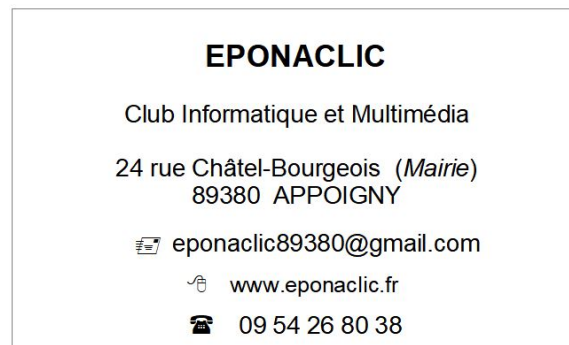 EPONACLIC
Club Informatique et Multimédia
24 rue Châtel-Bourgeois (Mairie)
89380 APPOIGNY
eponaclic89380@gmail.com
www.eponaclic.fr
09 54 26 80 38